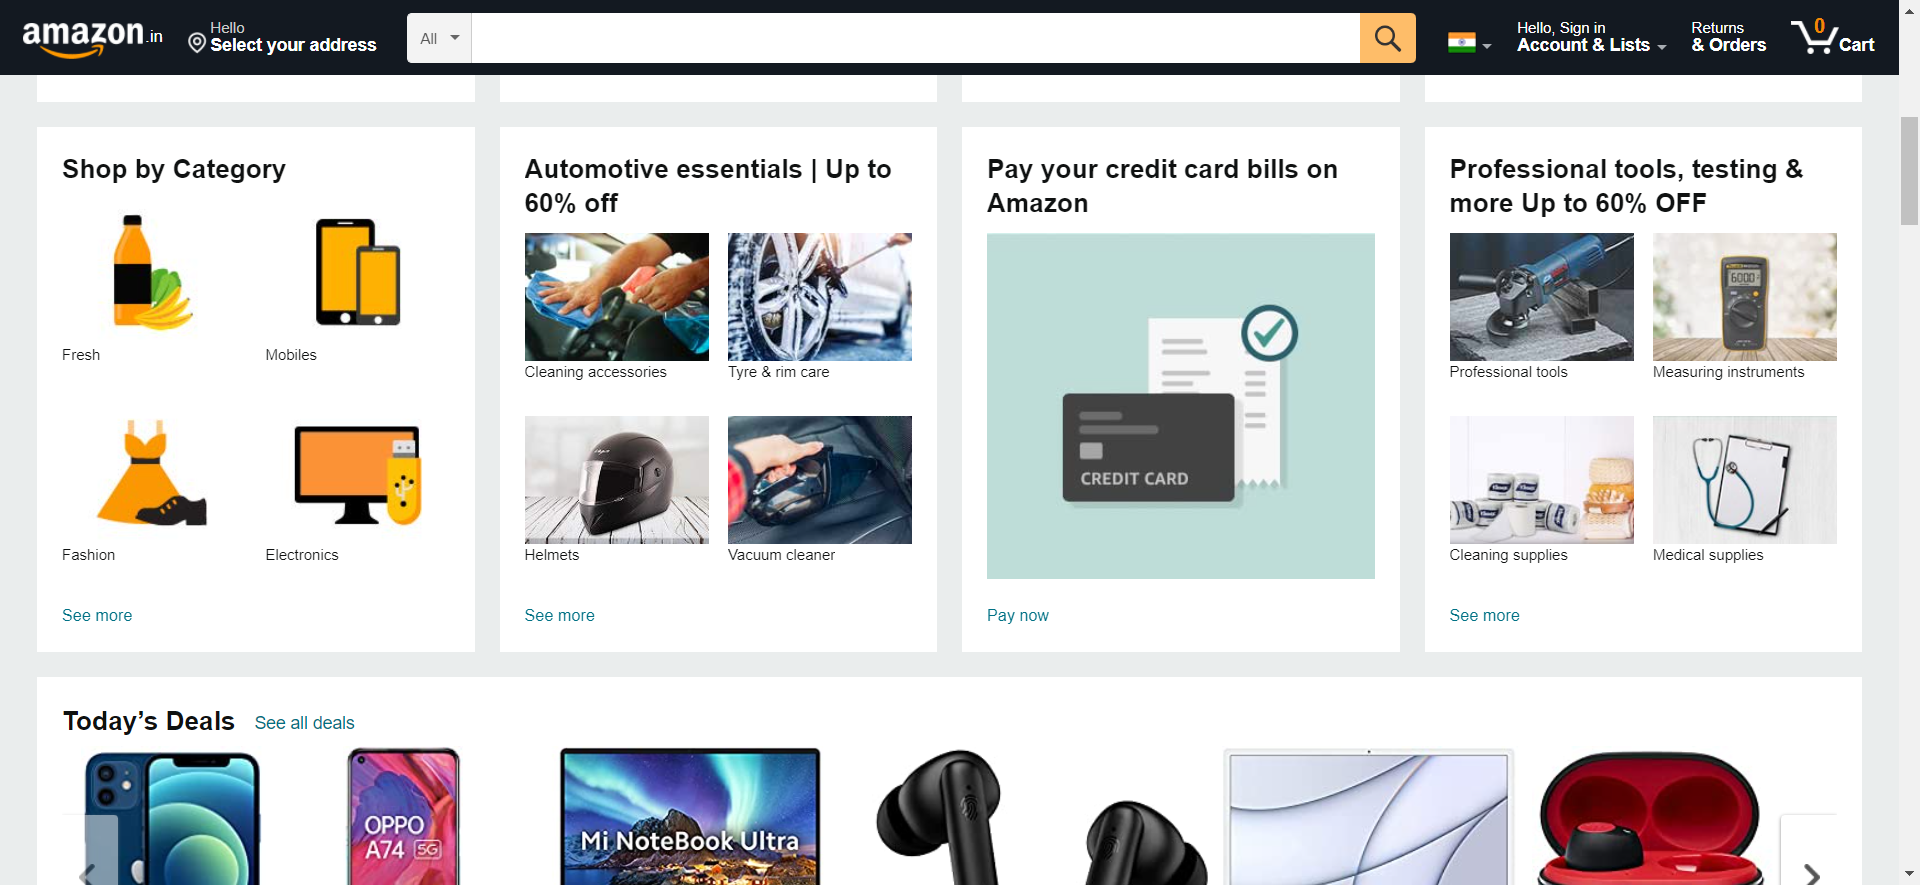 amazon.in
Hello
Select your address
All
Hello, Sign in
Account & Lists
Returns
& Orders
0
Cart
Shop by Category
Fresh
Mobiles
Fashion
Electronics
See more
Automotive essentials | Up to
60% off
Cleaning accessories
Tyre & rim care
Helmets
Vacuum cleaner
See more
Pay your credit card bills on
Amazon
CREDIT CARD
Pay now
Professional tools, testing &
more Up to 60% OFF
6000
Professional tools
Measuring instruments
Cleaning supplies
Medical supplies
See more
Today’s Deals
See all deals
OPPO
A74 5G
Mi NoteBook Ultra